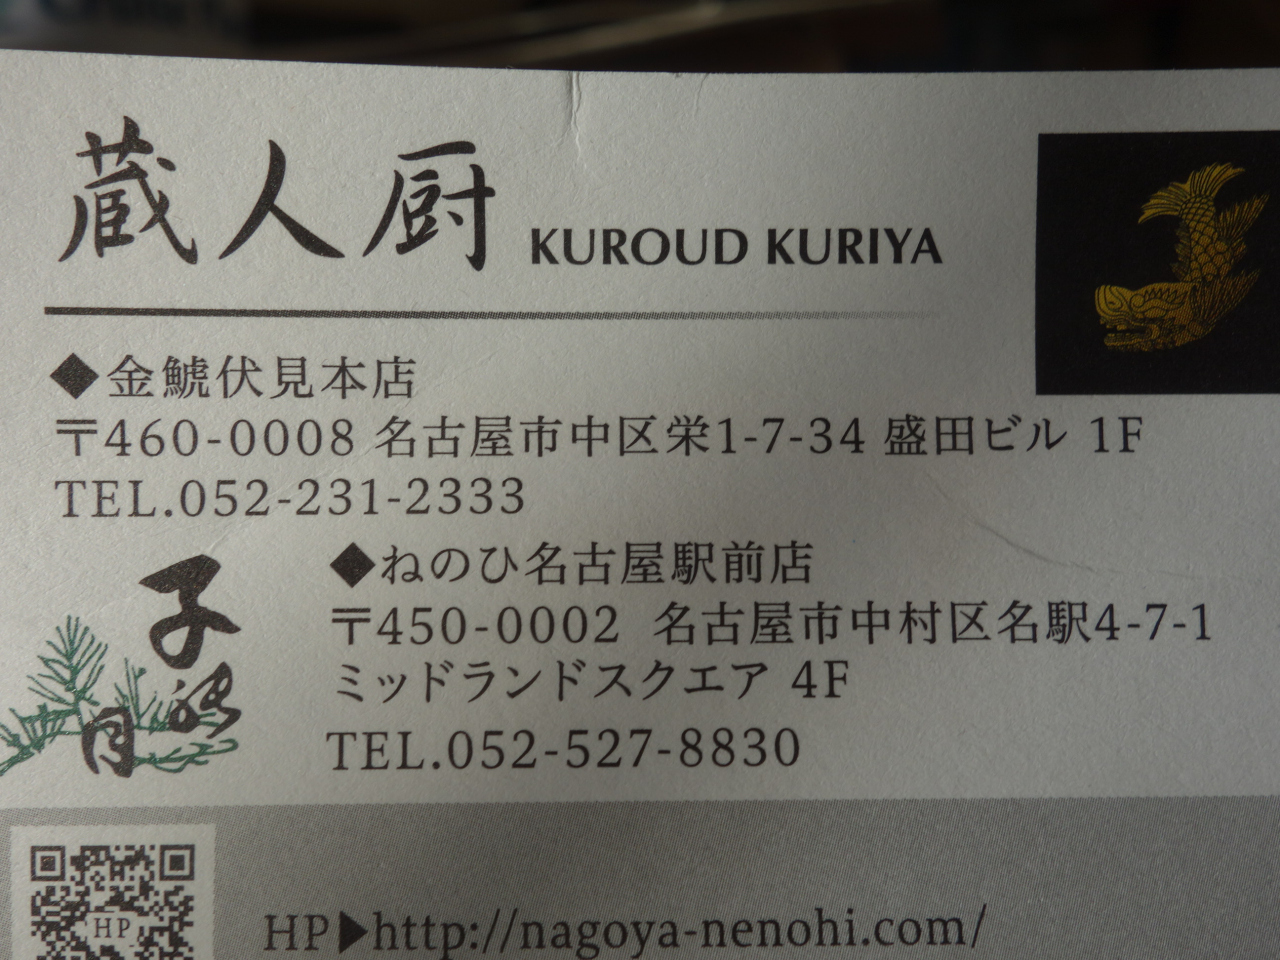 蔵人厨 KUROUD KURIYA
◆金鯱伏見本店
〒460-0008 名古屋市中区栄1-7-34 盛田ビル 1F
TEL.052-231-2333
◆ねのひ名古屋駅前店
〒450-0002 名古屋市中村区名駅4-7-1
ミッドランドスクエア 4F
TEL.052-527-8830
子
日
HP
HP▶http://nagoya-nenohi.com/